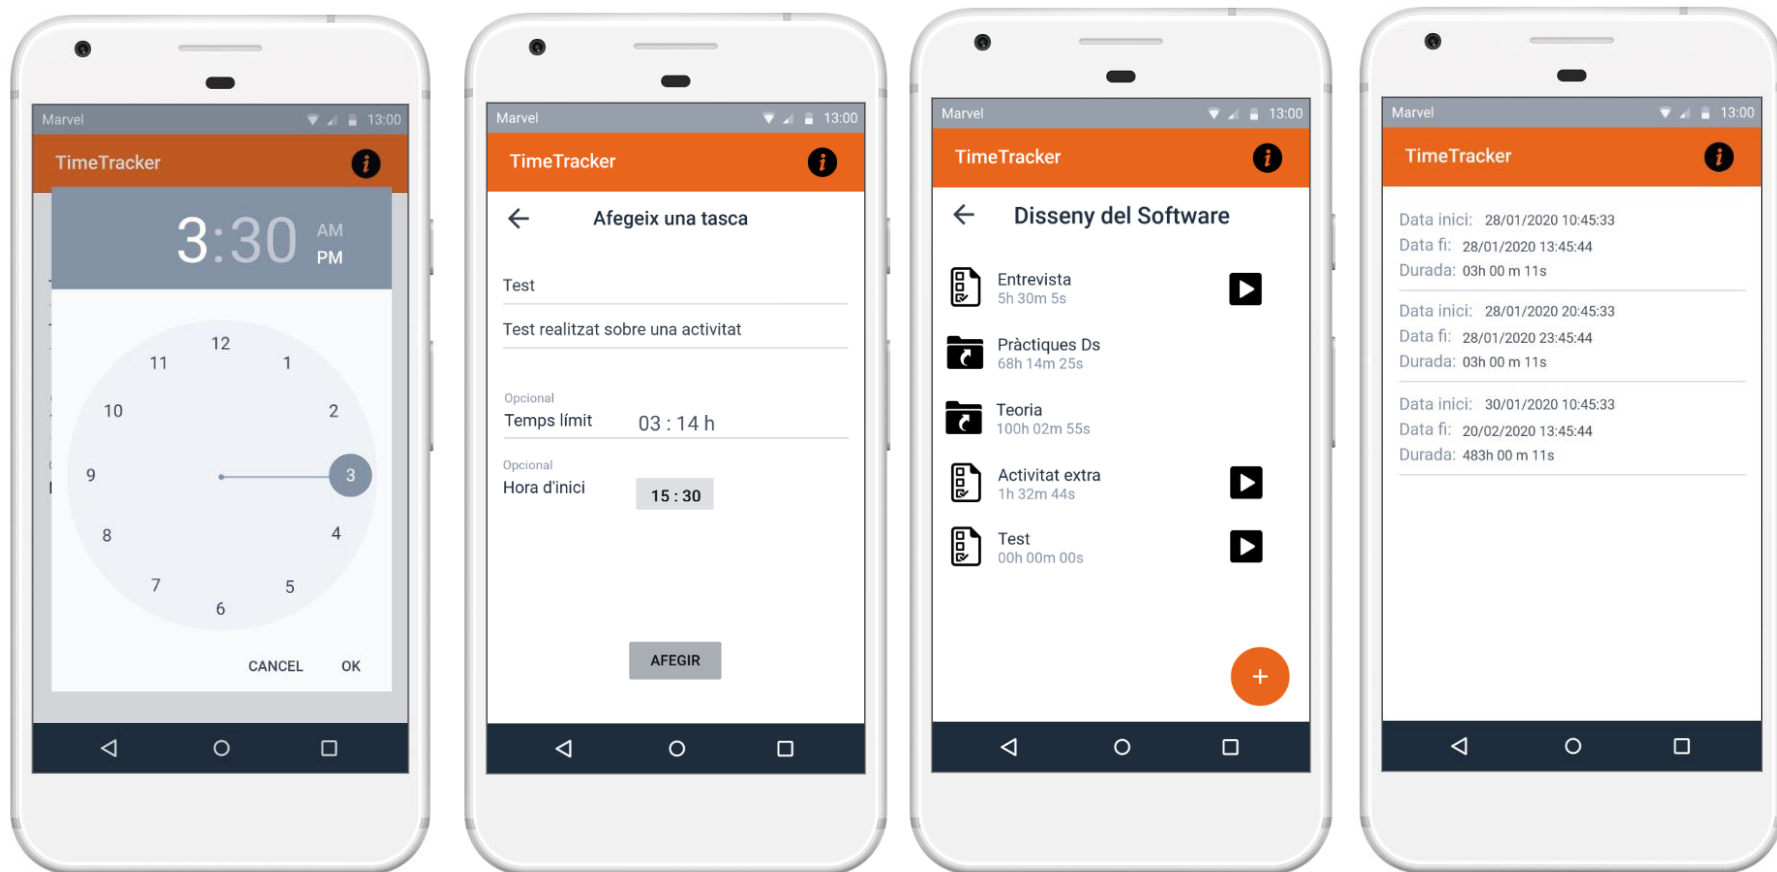 Marvel 13:00
TimeTracker i
3:30 AM
PM
12
11 1
10 2
9 3
8 4
7 5
6
CANCEL OK
Marvel 13:00
TimeTracker i
Afegeix una tasca
Test
Test realitzat sobre una activitat
Opcional
Temps límit 03 : 14 h
Opcional
Hora d'inici 15 : 30
AFEGIR
Marvel 13:00
TimeTracker i
Disseny del Software
Entrevista
5h 30m 5s
Pràctiques Ds
68h 14m 25s
Teoria
100h 02m 55s
Activitat extra
1h 32m 44s
Test
00h 00m 00s
+
Marvel 13:00
TimeTracker i
Data inici: 28/01/2020 10:45:33
Data fi: 28/01/2020 13:45:44
Durada: 03h 00 m 11s
Data inici: 28/01/2020 20:45:33
Data fi: 28/01/2020 23:45:44
Durada: 03h 00 m 11s
Data inici: 30/01/2020 10:45:33
Data fi: 20/02/2020 13:45:44
Durada: 483h 00 m 11s